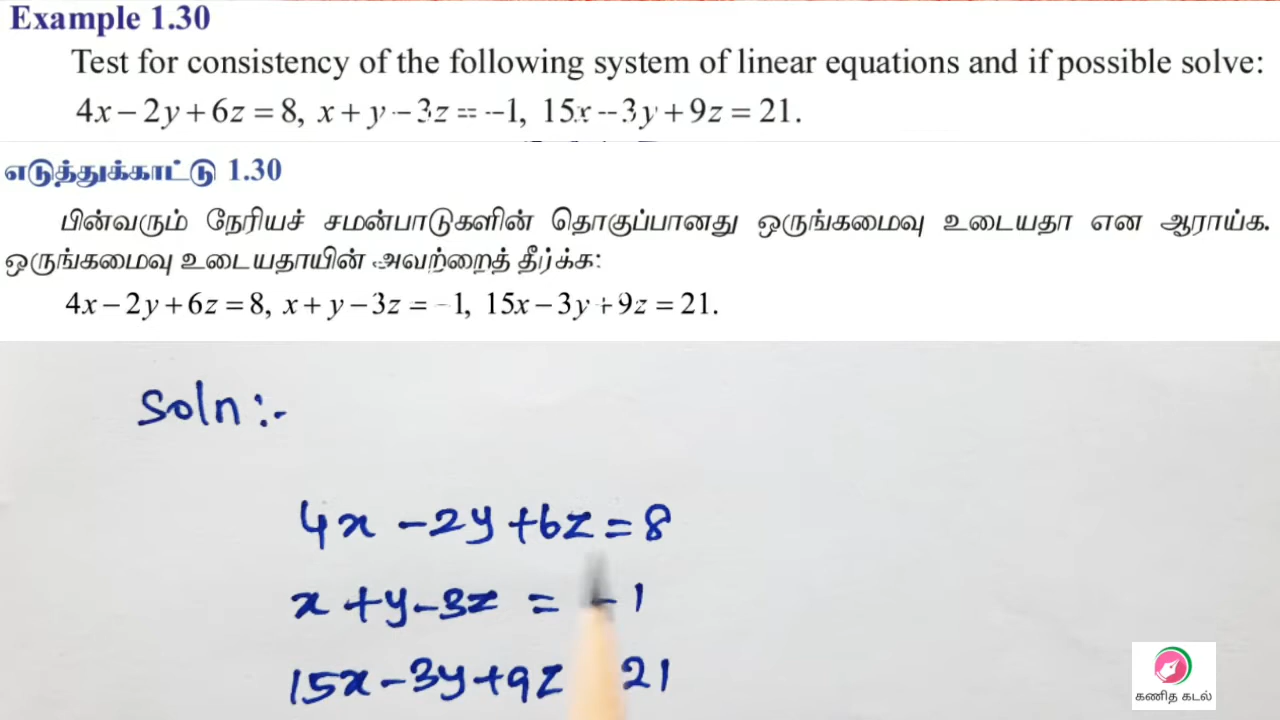 Example 1.30
Test for consistency of the following system of linear equations and if possible solve:
4x − 2y + 6z = 8, x + y − 3z = −1, 15x − 3y + 9z = 21.
எடுத்துக்காட்டு 1.30
பின்வரும் நேரியச் சமன்பாடுகளின் தொகுப்பானது ஒருங்கமைவு உடையதா என ஆராய்க.
ஒருங்கமைவு உடையதாயின் அவற்றைத் தீர்க்க:
4x − 2y + 6z = 8, x + y − 3z = −1, 15x − 3y + 9z = 21.
Soln :-
4x − 2y + 6z = 8
x + y − 3z = − 1
15x − 3y + 9z 21
கணித கடல்